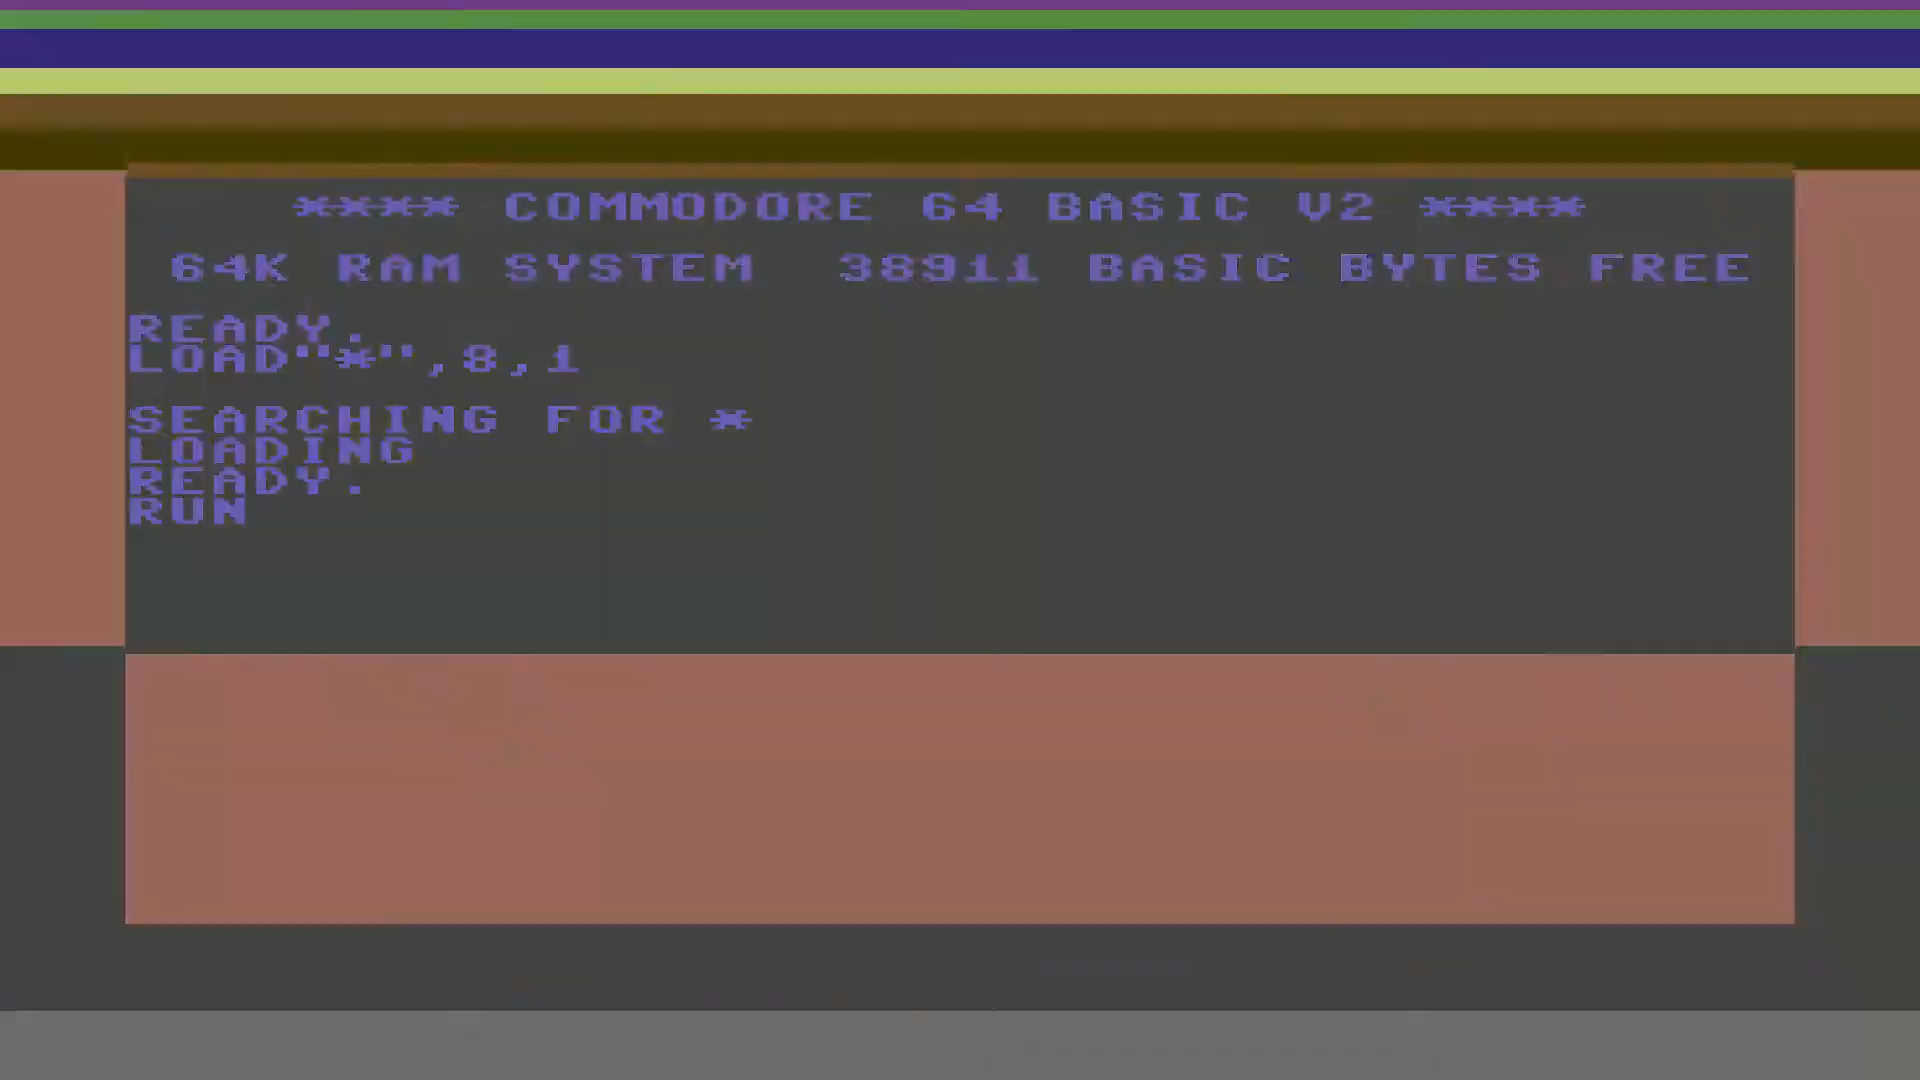 **** COMMODORE 64 BASIC V2 ****
64K RAM SYSTEM  38911 BASIC BYTES FREE
READY.
LOAD"*",8,1
SEARCHING FOR *
LOADING
READY.
RUN